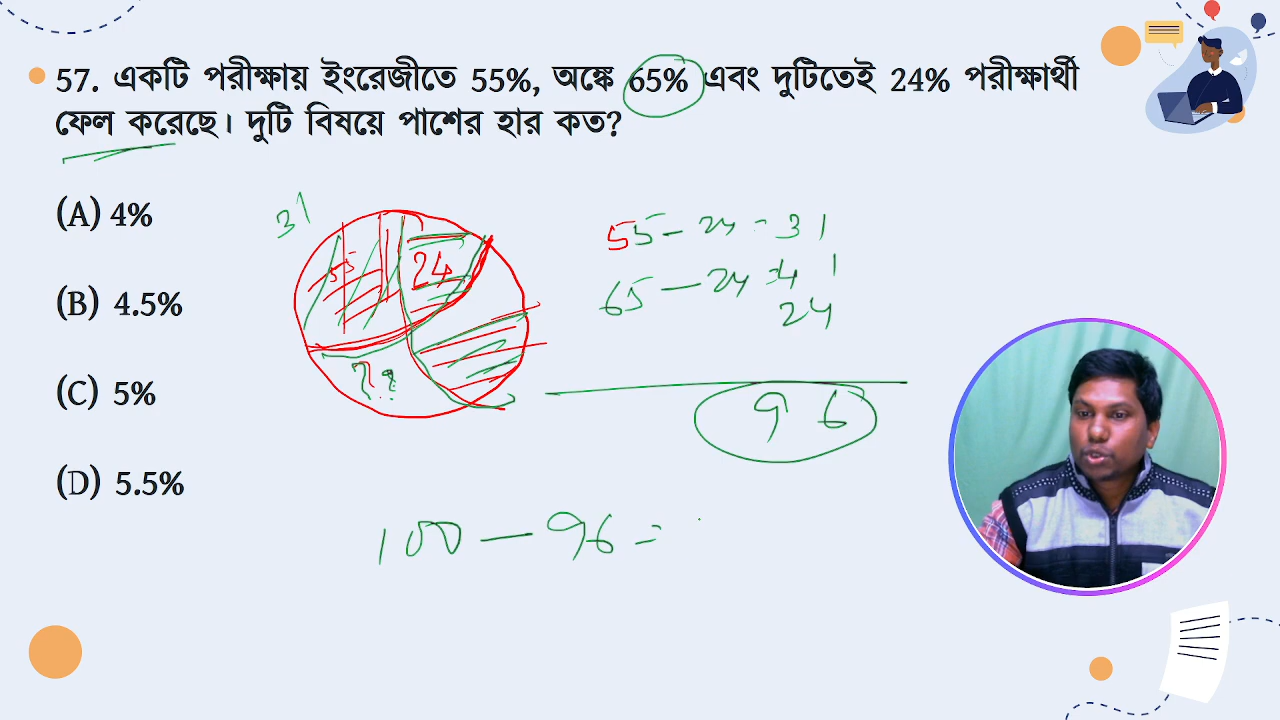 57. একটি পরীক্ষায় ইংরেজীতে 55%, অঙ্কে 65% এবং দুটিতেই 24% পরীক্ষার্থী
ফেল করেছে। দুটি বিষয়ে পাশের হার কত?
(A) 4%
(B) 4.5%
(C) 5%
(D) 5.5%
31
55
24
??
55 - 24 = 31
65 - 24 = 41
24
96
100 - 96 =